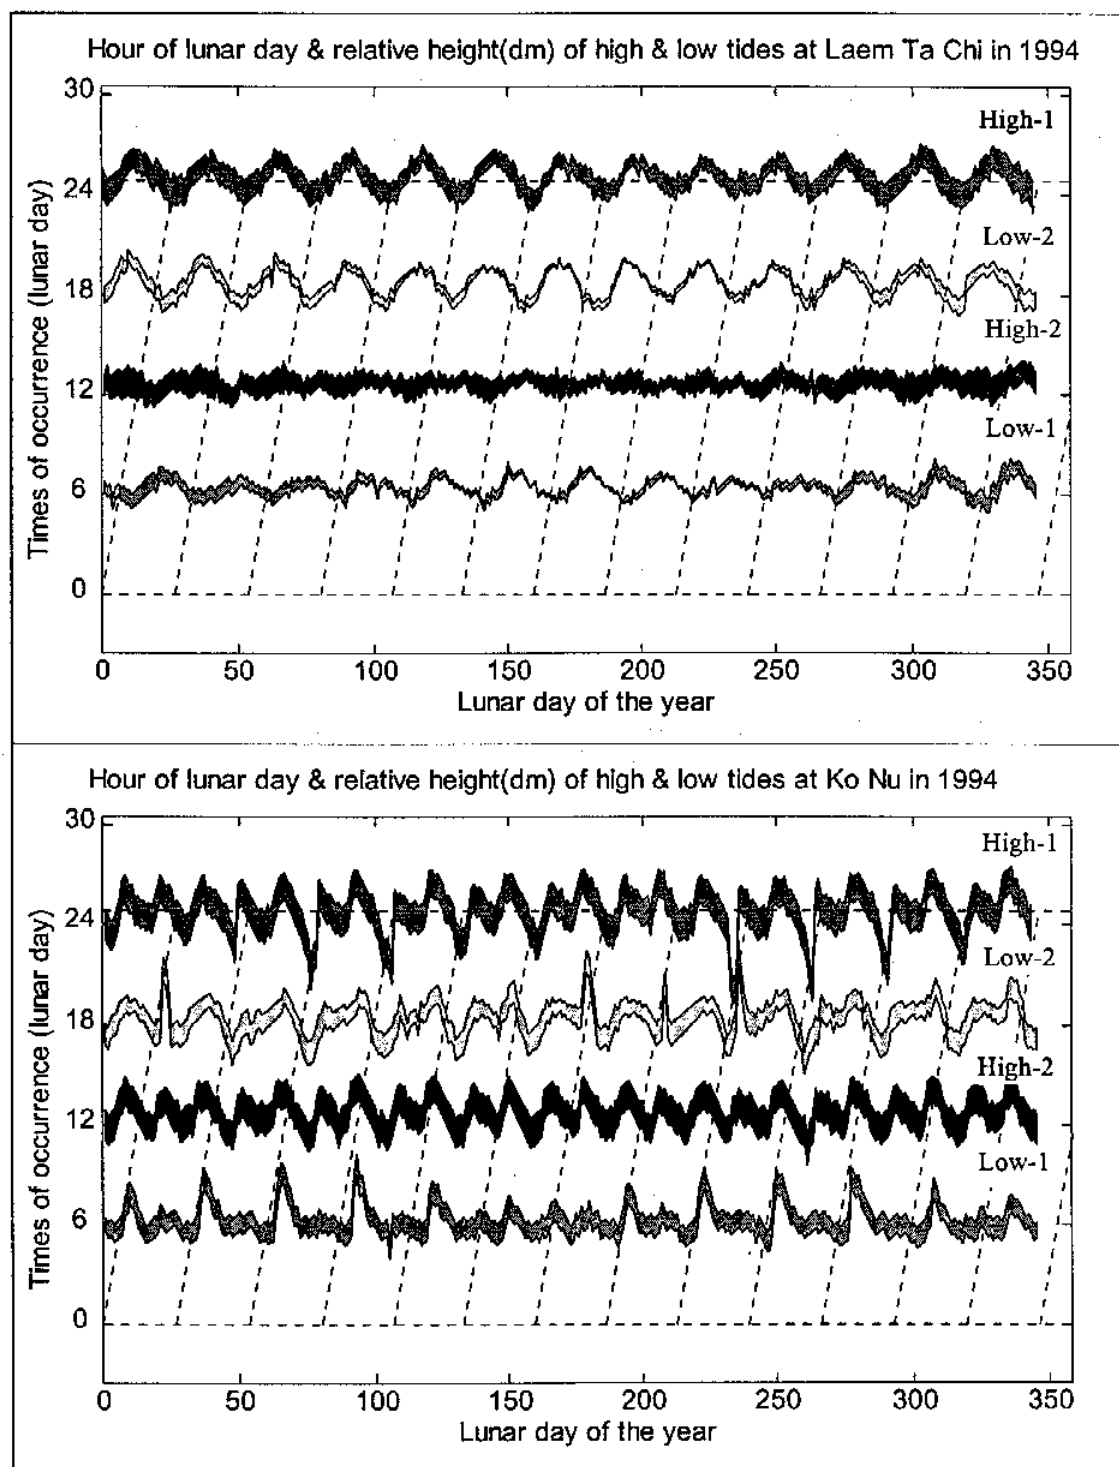 Hour of lunar day & relative height(dm) of high & low tides at Laem Ta Chi in 1994
Times of occurrence (lunar day)
30
24
18
12
6
0
High-1
Low-2
High-2
Low-1
0 50 100 150 200 250 300 350
Lunar day of the year
Hour of lunar day & relative height(dm) of high & low tides at Ko Nu in 1994
Times of occurrence (lunar day)
30
24
18
12
6
0
High-1
Low-2
High-2
Low-1
0 50 100 150 200 250 300 350
Lunar day of the year